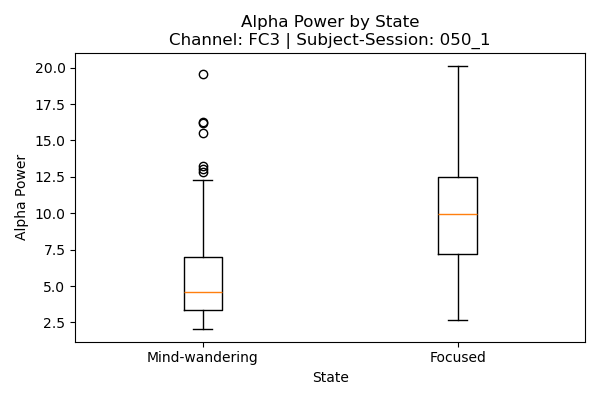 Alpha Power by State
Channel: FC3 | Subject-Session: 050_1
20.0
17.5
15.0
12.5
10.0
7.5
5.0
2.5
Alpha Power
Mind-wandering
Focused
State